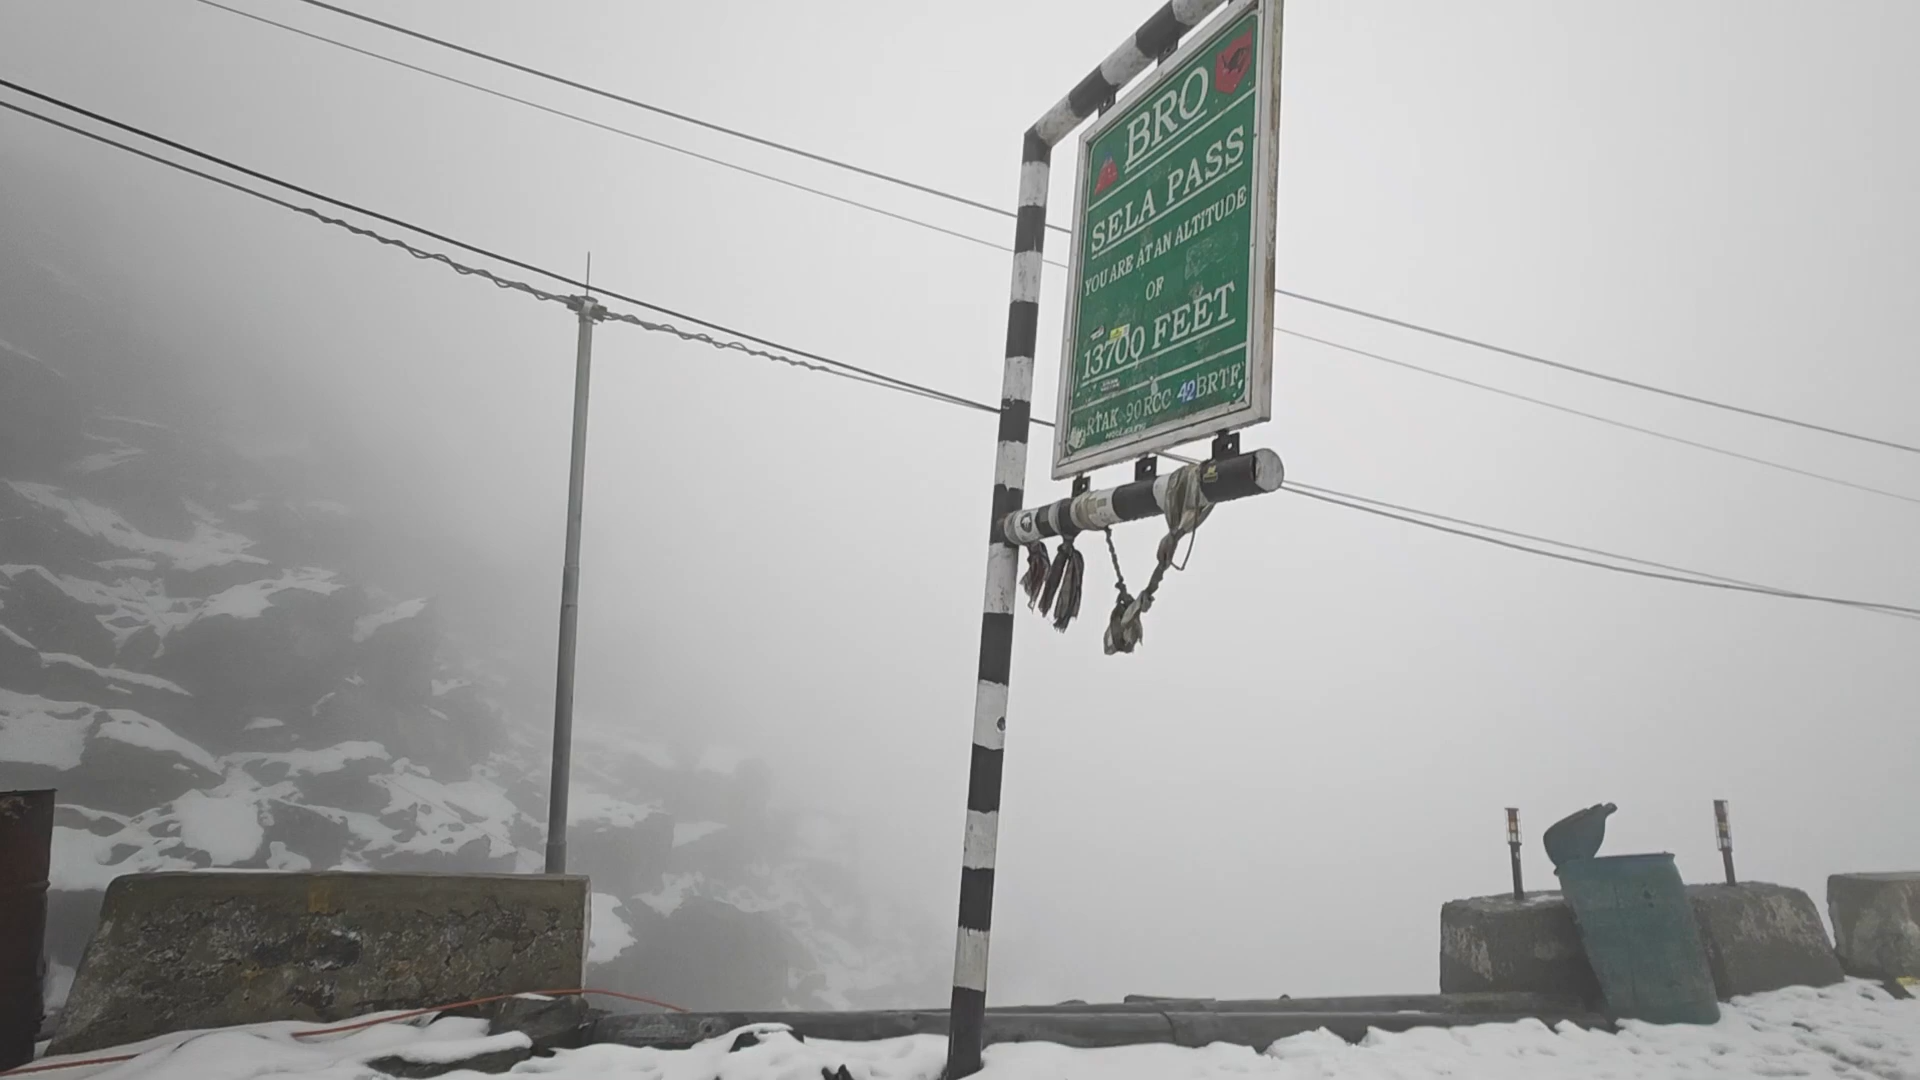 BRO
SELA PASS
YOU ARE AT AN ALTITUDE
OF
13700 FEET
90 RCC 42 BRTF